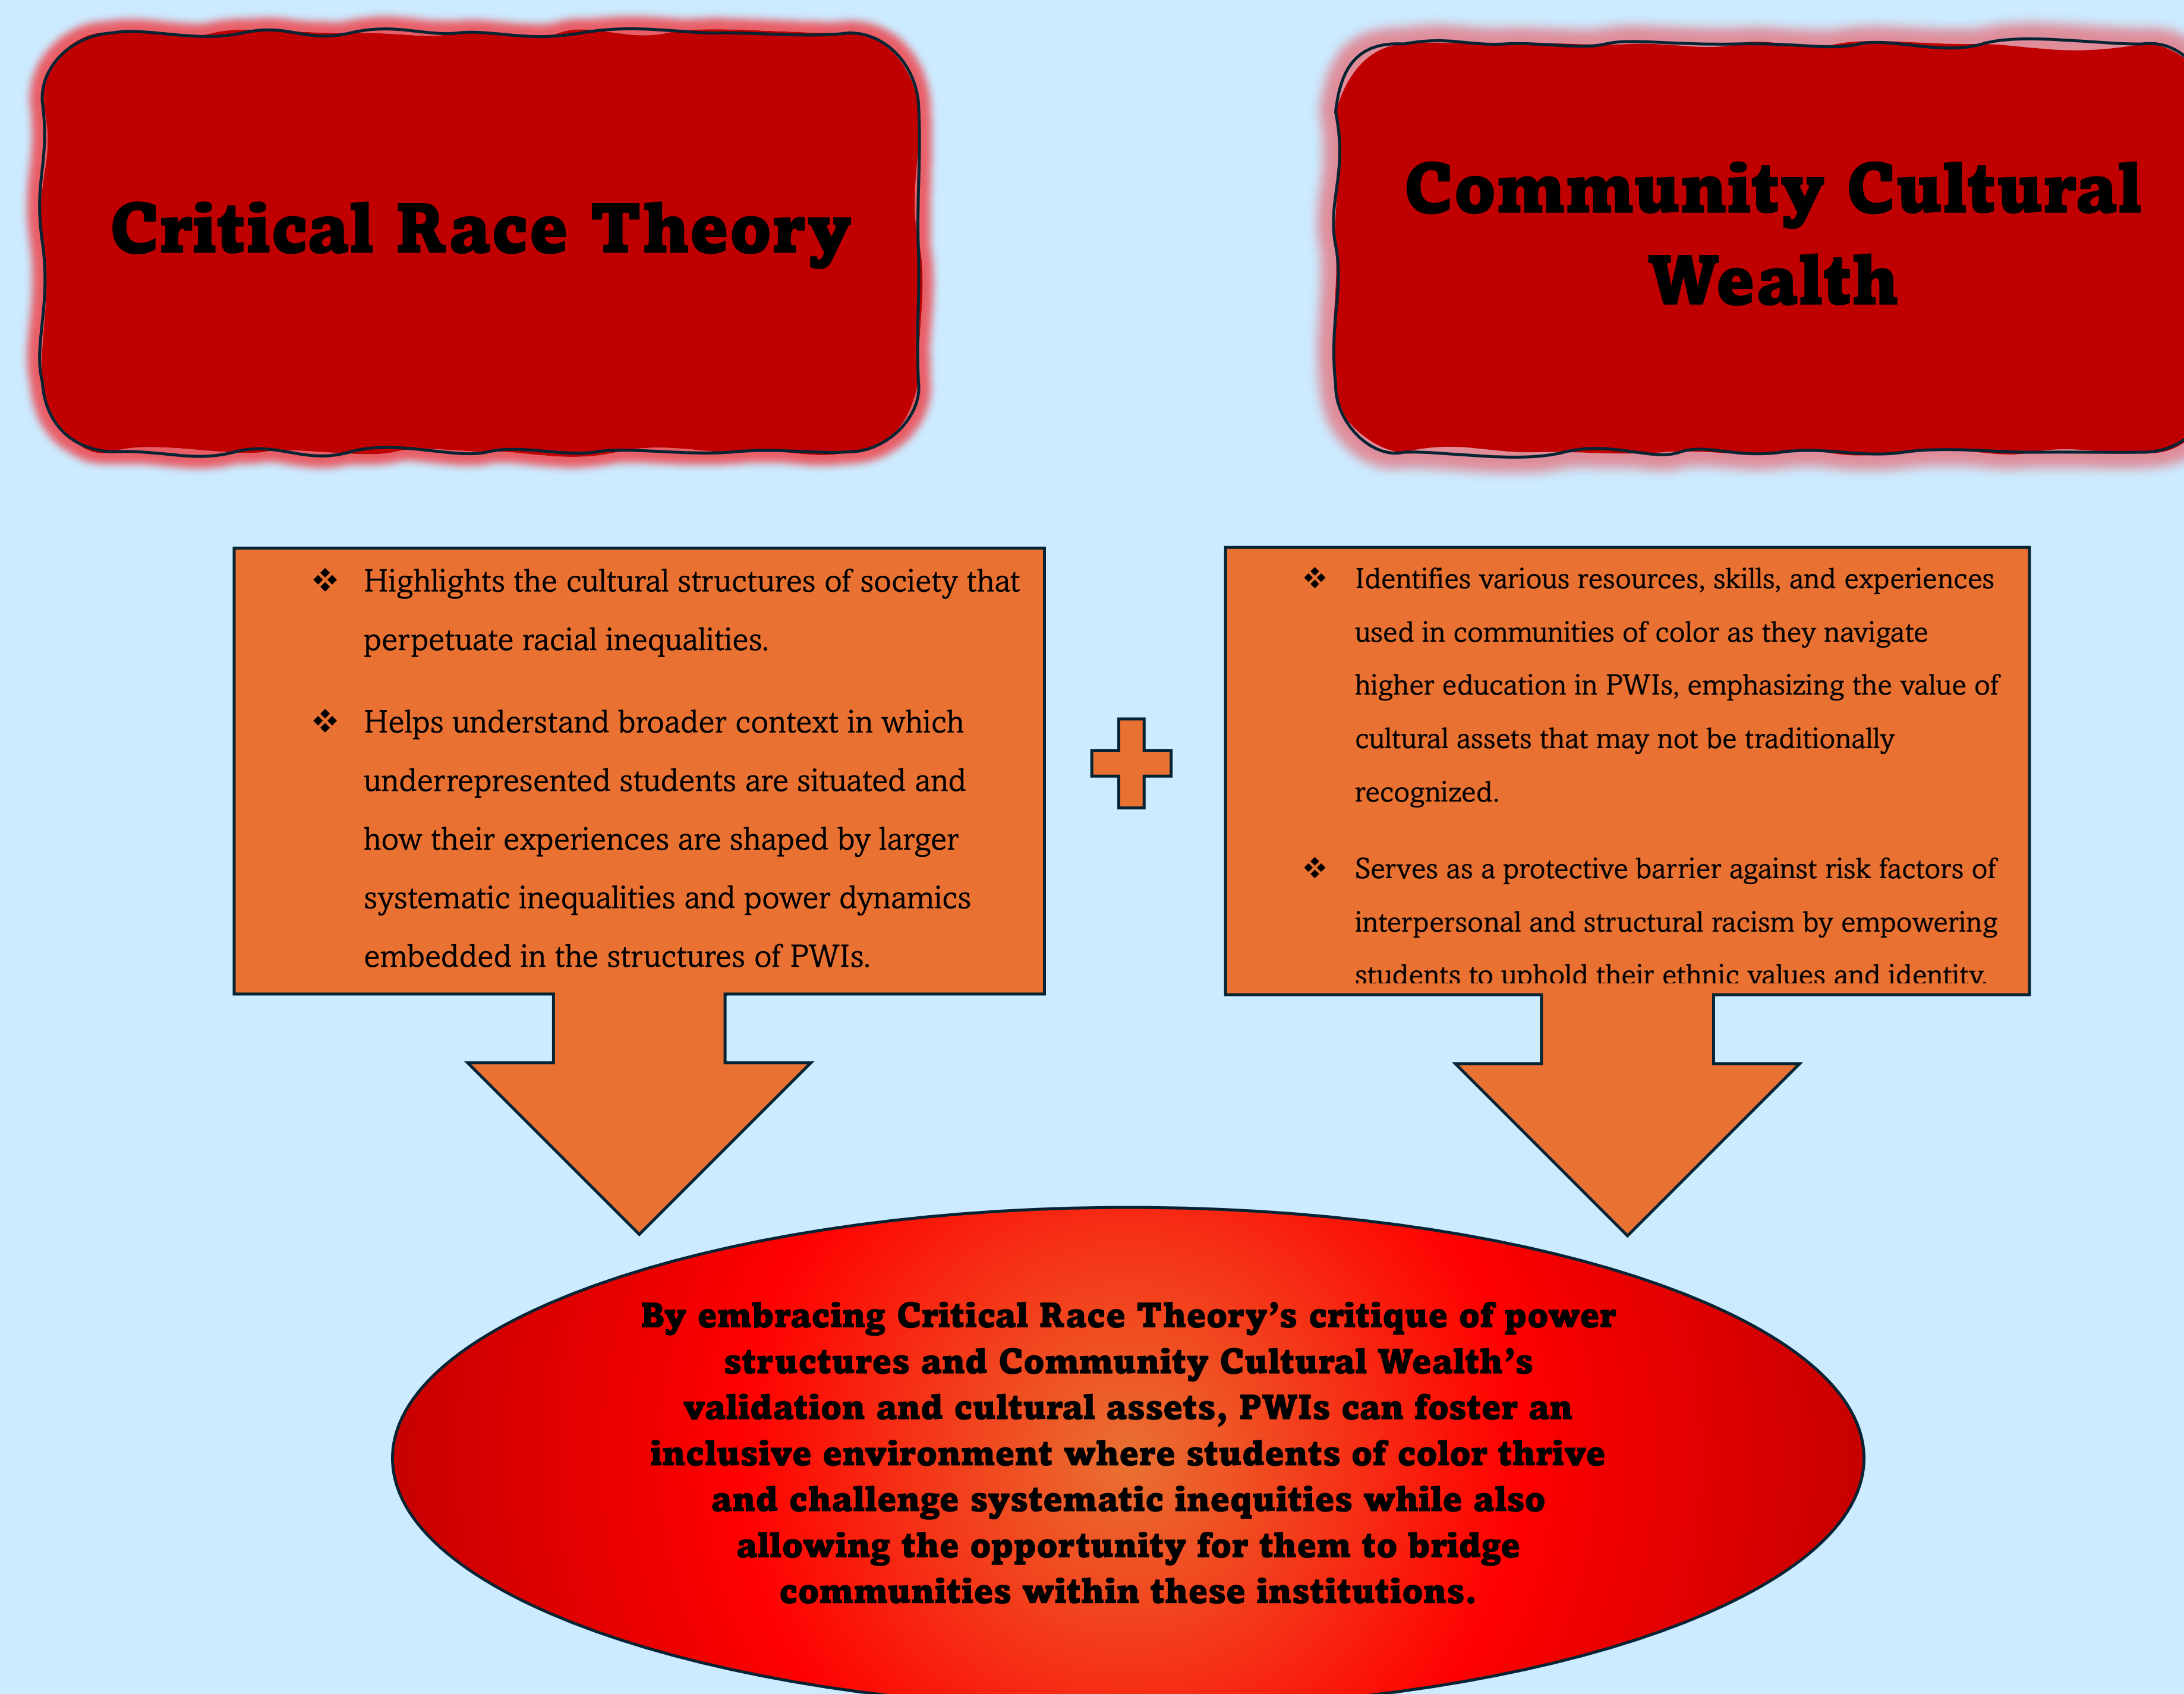 Critical Race Theory
Community Cultural
Wealth
❖ Highlights the cultural structures of society that
perpetuate racial inequalities.
❖ Helps understand broader context in which
underrepresented students are situated and
how their experiences are shaped by larger
systematic inequalities and power dynamics
embedded in the structures of PWIs.
❖ Identifies various resources, skills, and experiences
used in communities of color as they navigate
higher education in PWIs, emphasizing the value of
cultural assets that may not be traditionally
recognized.
❖ Serves as a protective barrier against risk factors of
interpersonal and structural racism by empowering
students to uphold their ethnic values and identity.
By embracing Critical Race Theory’s critique of power
structures and Community Cultural Wealth’s
validation and cultural assets, PWIs can foster an
inclusive environment where students of color thrive
and challenge systematic inequities while also
allowing the opportunity for them to bridge
communities within these institutions.